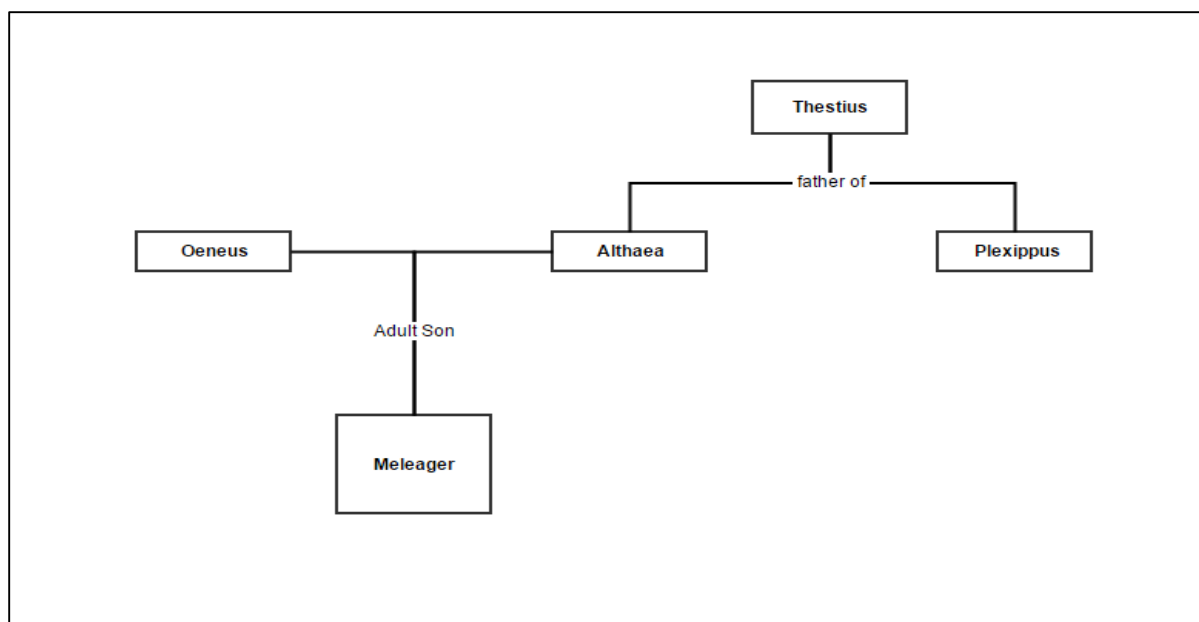 Thestius
father of
Oeneus
Althaea
Plexippus
Adult Son
Meleager